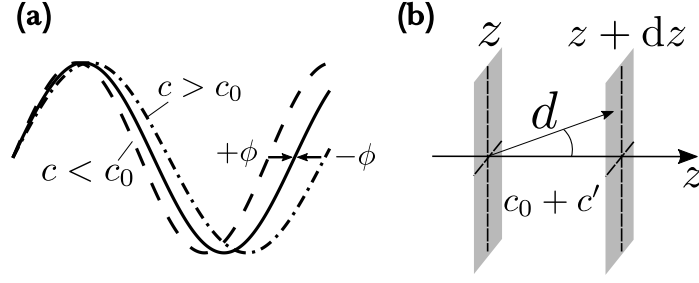 (a)
c > c₀
c < c₀
+ϕ
−ϕ
(b)
z
z + dz
d
z
c₀ + c′